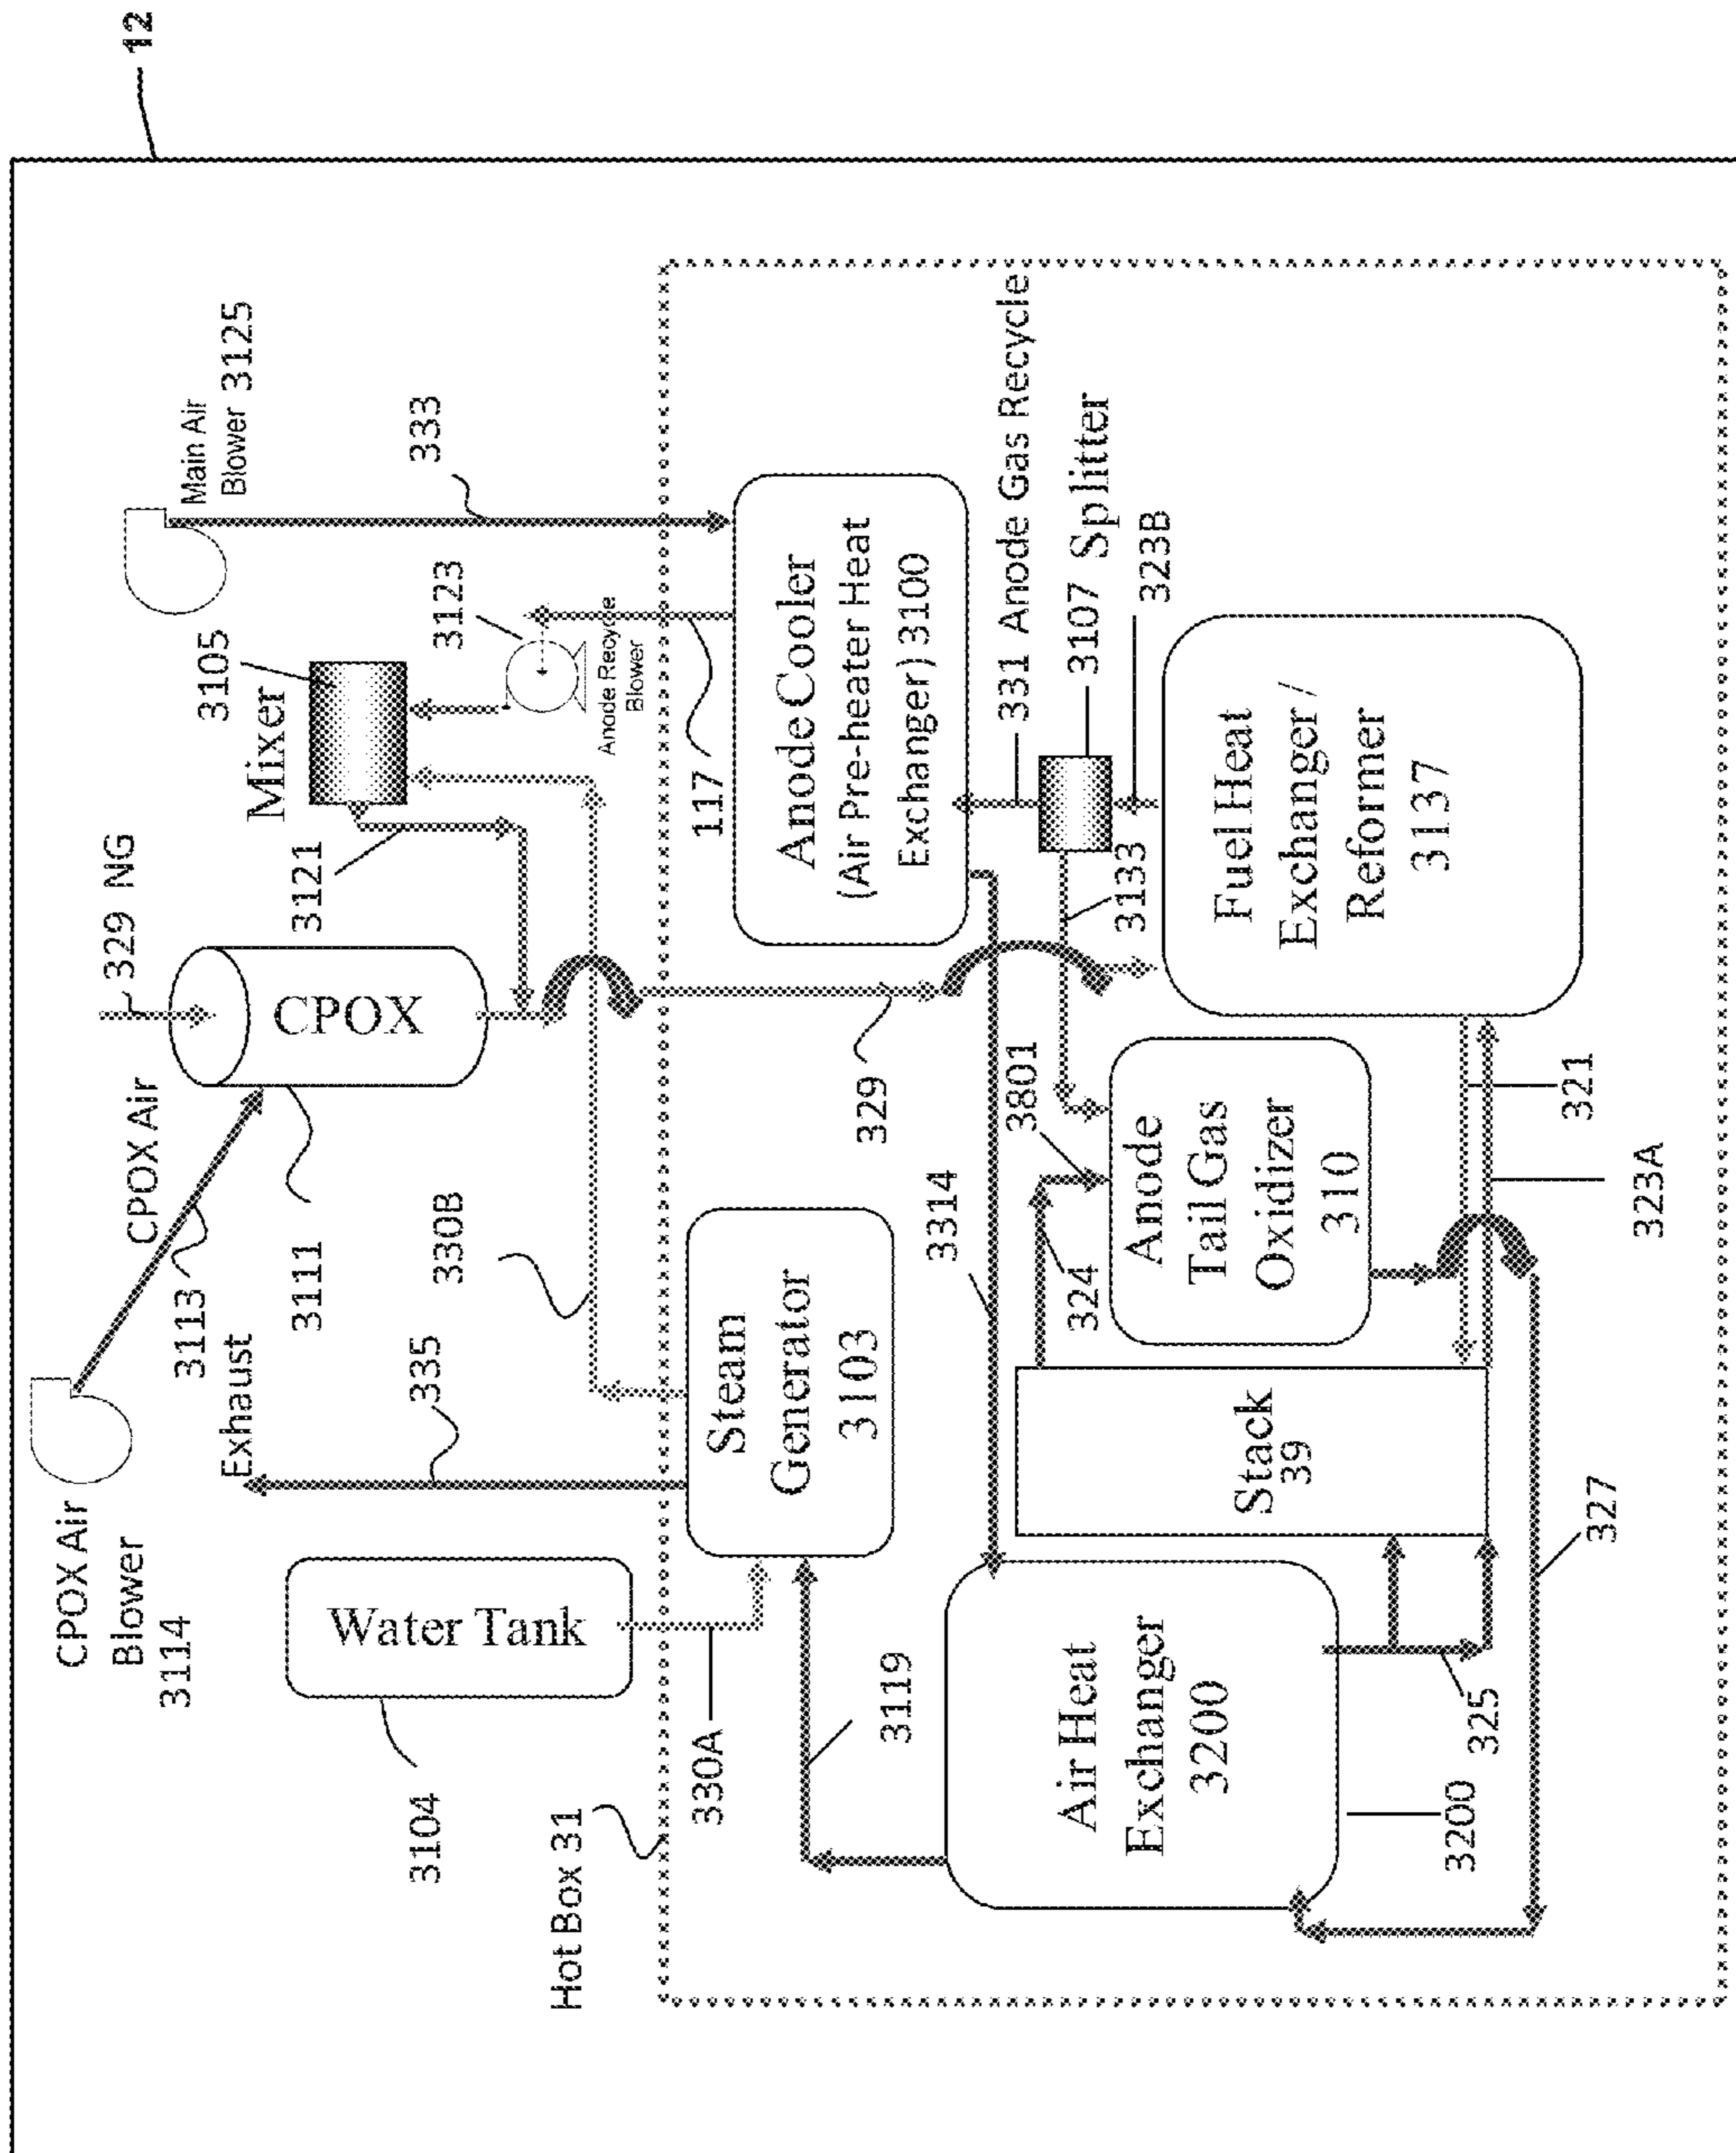 12
CPOX Air
Blower
3114
CPOX Air
3113
329 NG
Main Air
Blower 3125
Exhaust
3111
CPOX
Mixer
3105
3121
3123
Anode Recycle
Blower
333
335
330B
Water Tank
3104
Hot Box 31
330A
Steam
Generator
3103
117
Anode Cooler
(Air Pre-heater Heat
Exchanger) 3100
329
3119
3314
331 Anode Gas Recycle
3107 Splitter
323B
3133
3801
324
Air Heat
Exchanger
3200
Stack
39
Anode
Tail Gas
Oxidizer
310
Fuel Heat
Exchanger /
Reformer
3137
3200
325
327
321
323A